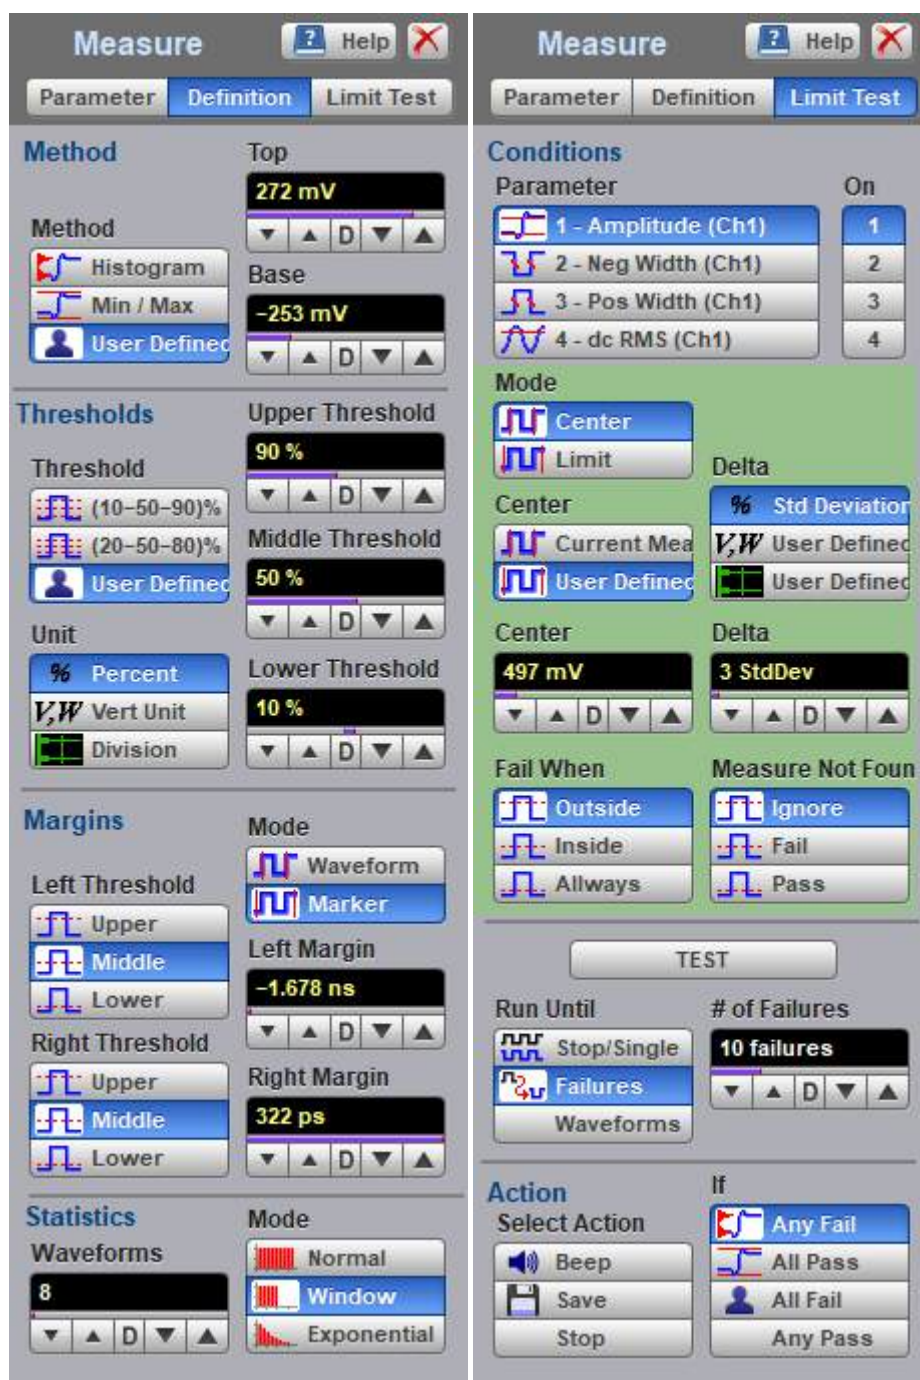 Measure
Help
Parameter Definition Limit Test
Method
Top
272 mV
D
Method
Histogram
Min / Max
User Defined
Base
−253 mV
D
Thresholds
Upper Threshold
90 %
D
Threshold
(10−50−90)%
(20−50−80)%
User Defined
Middle Threshold
50 %
D
Unit
% Percent
V,W Vert Unit
Division
Lower Threshold
10 %
D
Margins
Mode
Waveform
Marker
Left Threshold
Upper
Middle
Lower
Left Margin
−1.678 ns
D
Right Threshold
Upper
Middle
Lower
Right Margin
322 ps
D
Statistics
Waveforms
8
D
Mode
Normal
Window
Exponential
Measure
Help
Parameter Definition Limit Test
Conditions
Parameter On
1 - Amplitude (Ch1) 1
2 - Neg Width (Ch1) 2
3 - Pos Width (Ch1) 3
4 - dc RMS (Ch1) 4
Mode
Center
Limit
Delta
% Std Deviation
V,W User Defined
User Defined
Center
Current Mea
User Defined
Center
497 mV
D
Delta
3 StdDev
D
Fail When
Outside
Inside
Allways
Measure Not Foun
Ignore
Fail
Pass
TEST
Run Until
Stop/Single
Failures
Waveforms
# of Failures
10 failures
D
Action
Select Action
Beep
Save
Stop
If
Any Fail
All Pass
All Fail
Any Pass